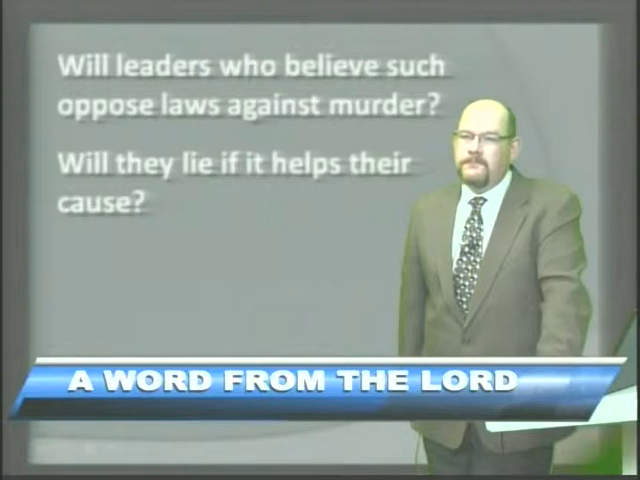 Will leaders who believe such
oppose laws against murder?
Will they lie if it helps their
cause?
A WORD FROM THE LORD